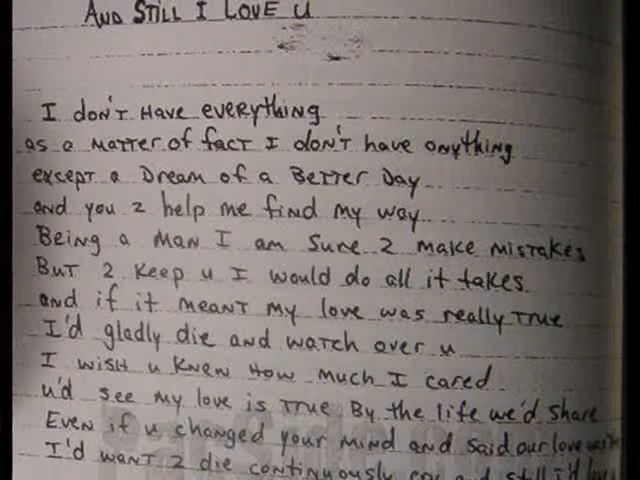 And Still I Love U
I don't have everything
as a matter of fact I don't have anything
except a Dream of a Better Day
and you 2 help me find my way
Being a man I am sure 2 make mistakes
But 2 keep u I would do all it takes
and if it meant my love was really true
I'd gladly die and watch over u
I wish u knew how much I cared
u'd see my love is true By the life we'd share
Even if u changed your mind and said our love
I'd want 2 die continuously cry and still I'd